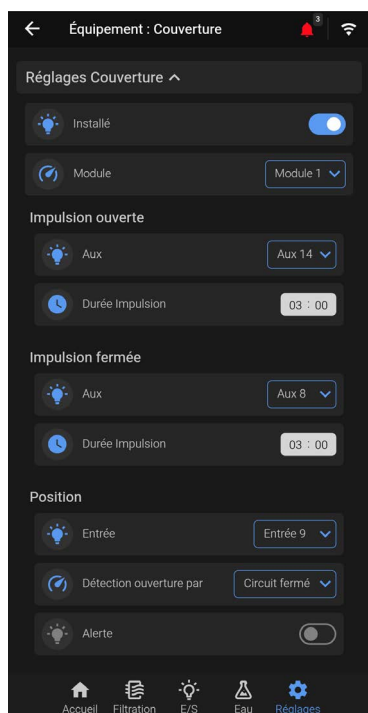 Équipement : Couverture 3
Réglages Couverture
Installé
Module Module 1
Impulsion ouverte
Aux Aux 14
Durée Impulsion 03 : 00
Impulsion fermée
Aux Aux 8
Durée Impulsion 03 : 00
Position
Entrée Entrée 9
Détection ouverture par Circuit fermé
Alerte
Accueil Filtration E/S Eau Réglages